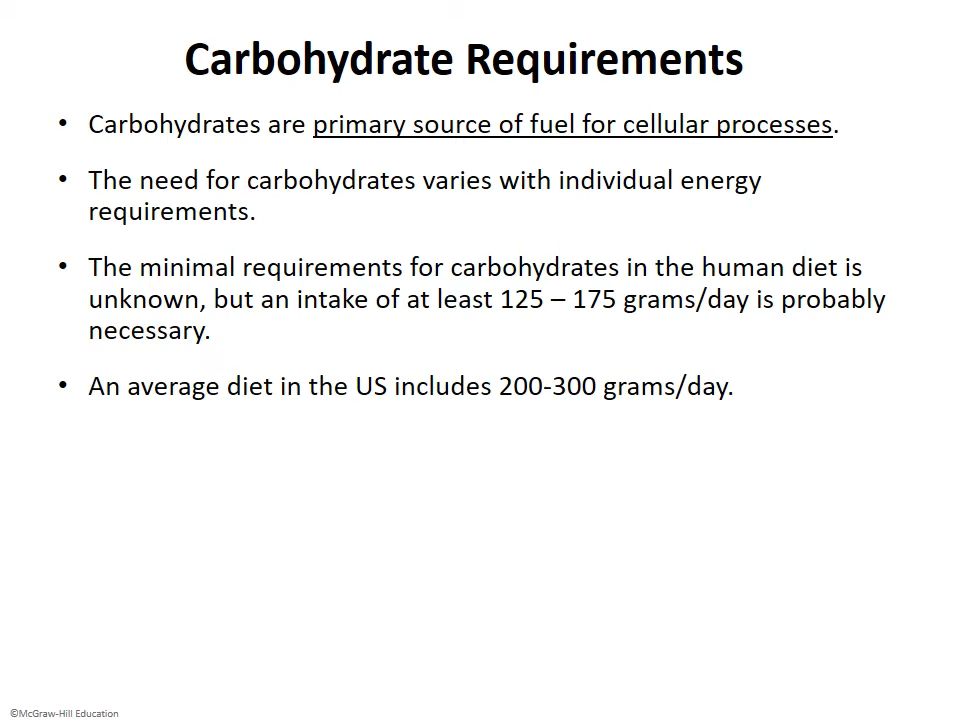 Carbohydrate Requirements
• Carbohydrates are primary source of fuel for cellular processes.
• The need for carbohydrates varies with individual energy
requirements.
• The minimal requirements for carbohydrates in the human diet is
unknown, but an intake of at least 125 – 175 grams/day is probably
necessary.
• An average diet in the US includes 200-300 grams/day.
©McGraw-Hill Education